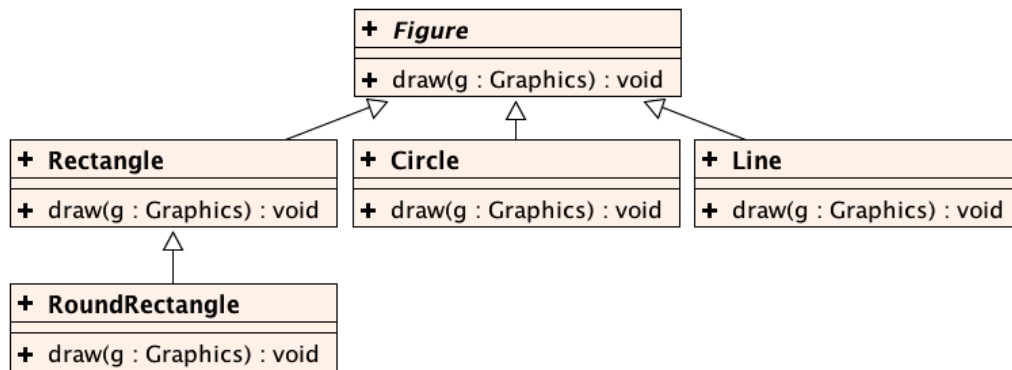 + Figure
+ draw(g : Graphics) : void
+ Rectangle
+ draw(g : Graphics) : void
+ Circle
+ draw(g : Graphics) : void
+ Line
+ draw(g : Graphics) : void
+ RoundRectangle
+ draw(g : Graphics) : void